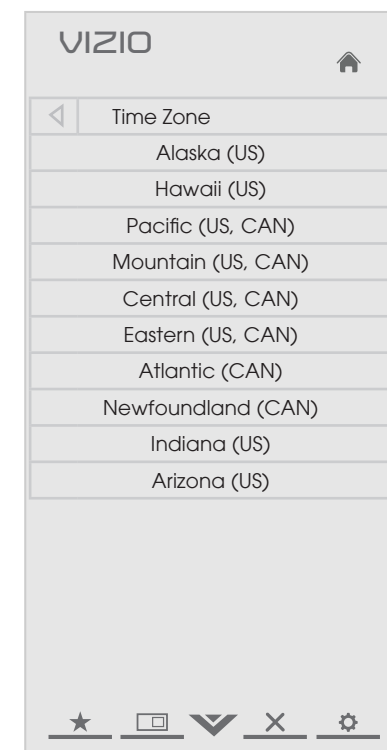 VIZIO
Time Zone
Alaska (US)
Hawaii (US)
Pacific (US, CAN)
Mountain (US, CAN)
Central (US, CAN)
Eastern (US, CAN)
Atlantic (CAN)
Newfoundland (CAN)
Indiana (US)
Arizona (US)